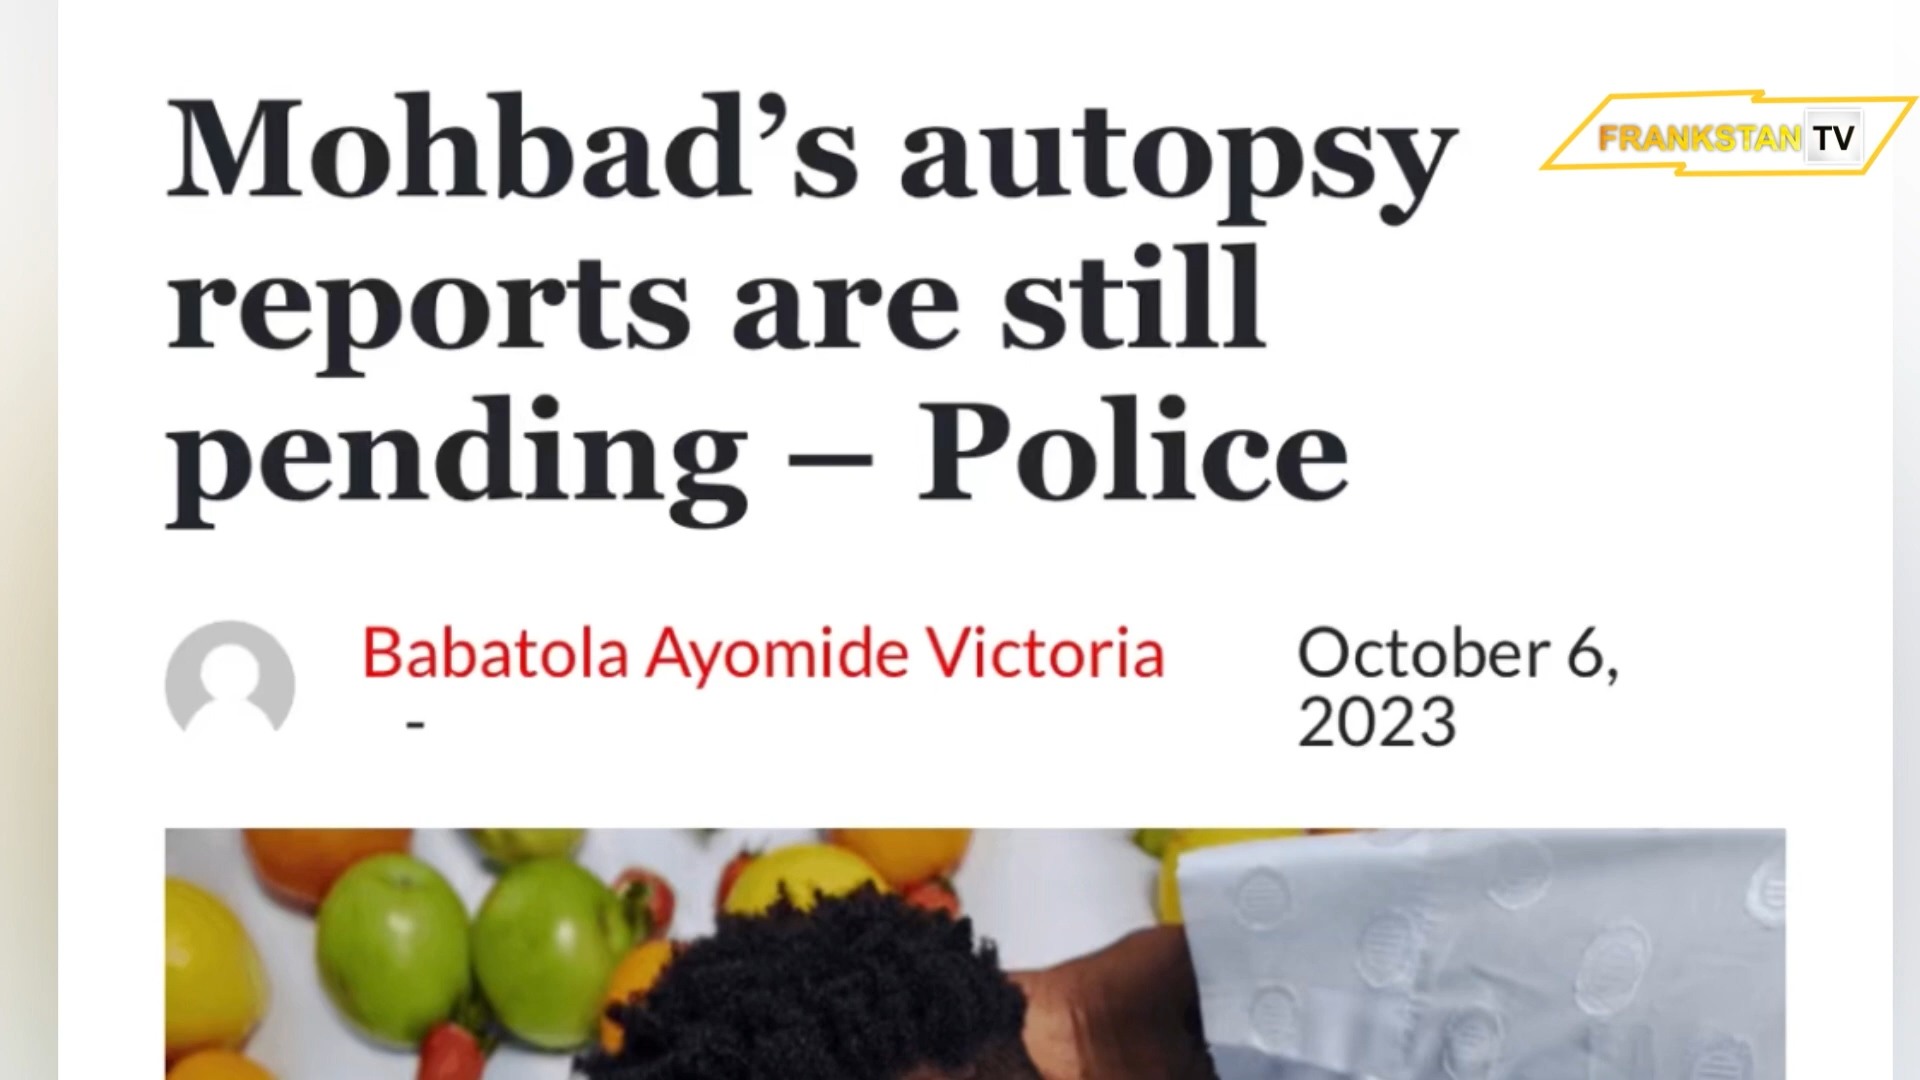 Mohbad’s autopsy
reports are still
pending – Police
FRANKSTAN TV
Babatola Ayomide Victoria
-
October 6,
2023